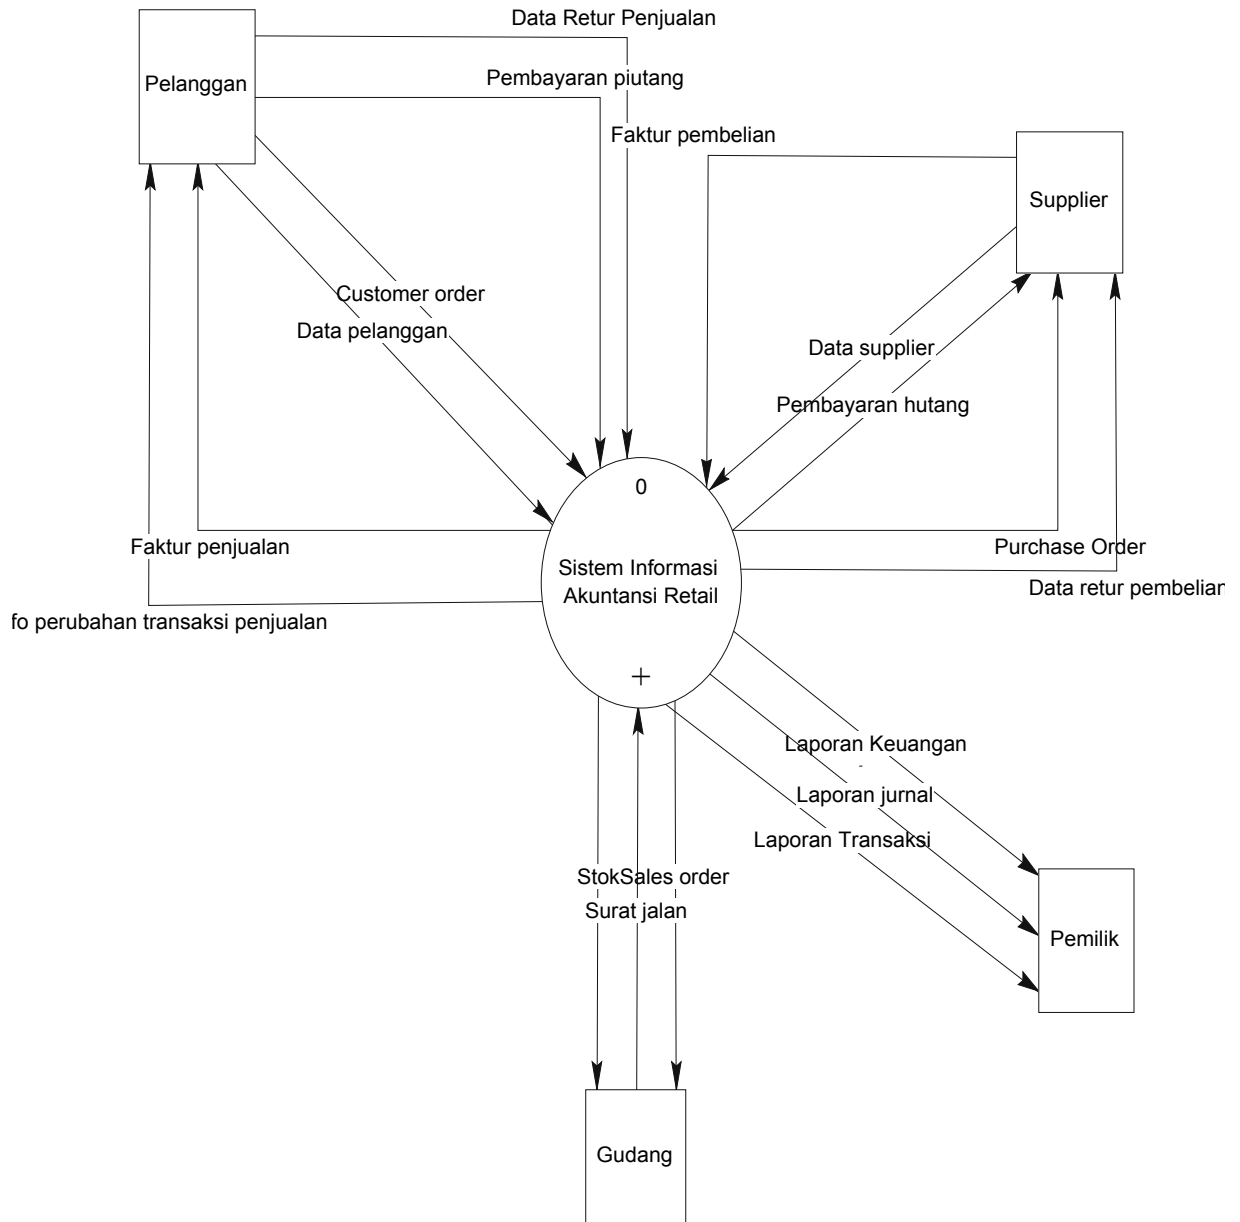 Data Retur Penjualan
Pelanggan
Pembayaran piutang
Faktur pembelian
Supplier
Customer order
Data pelanggan
Data supplier
Pembayaran hutang
0
Faktur penjualan
Purchase Order
Sistem Informasi
Akuntansi Retail
Data retur pembelian
fo perubahan transaksi penjualan
+
Laporan Keuangan
Laporan jurnal
Laporan Transaksi
StokSales order
Surat jalan
Pemilik
Gudang